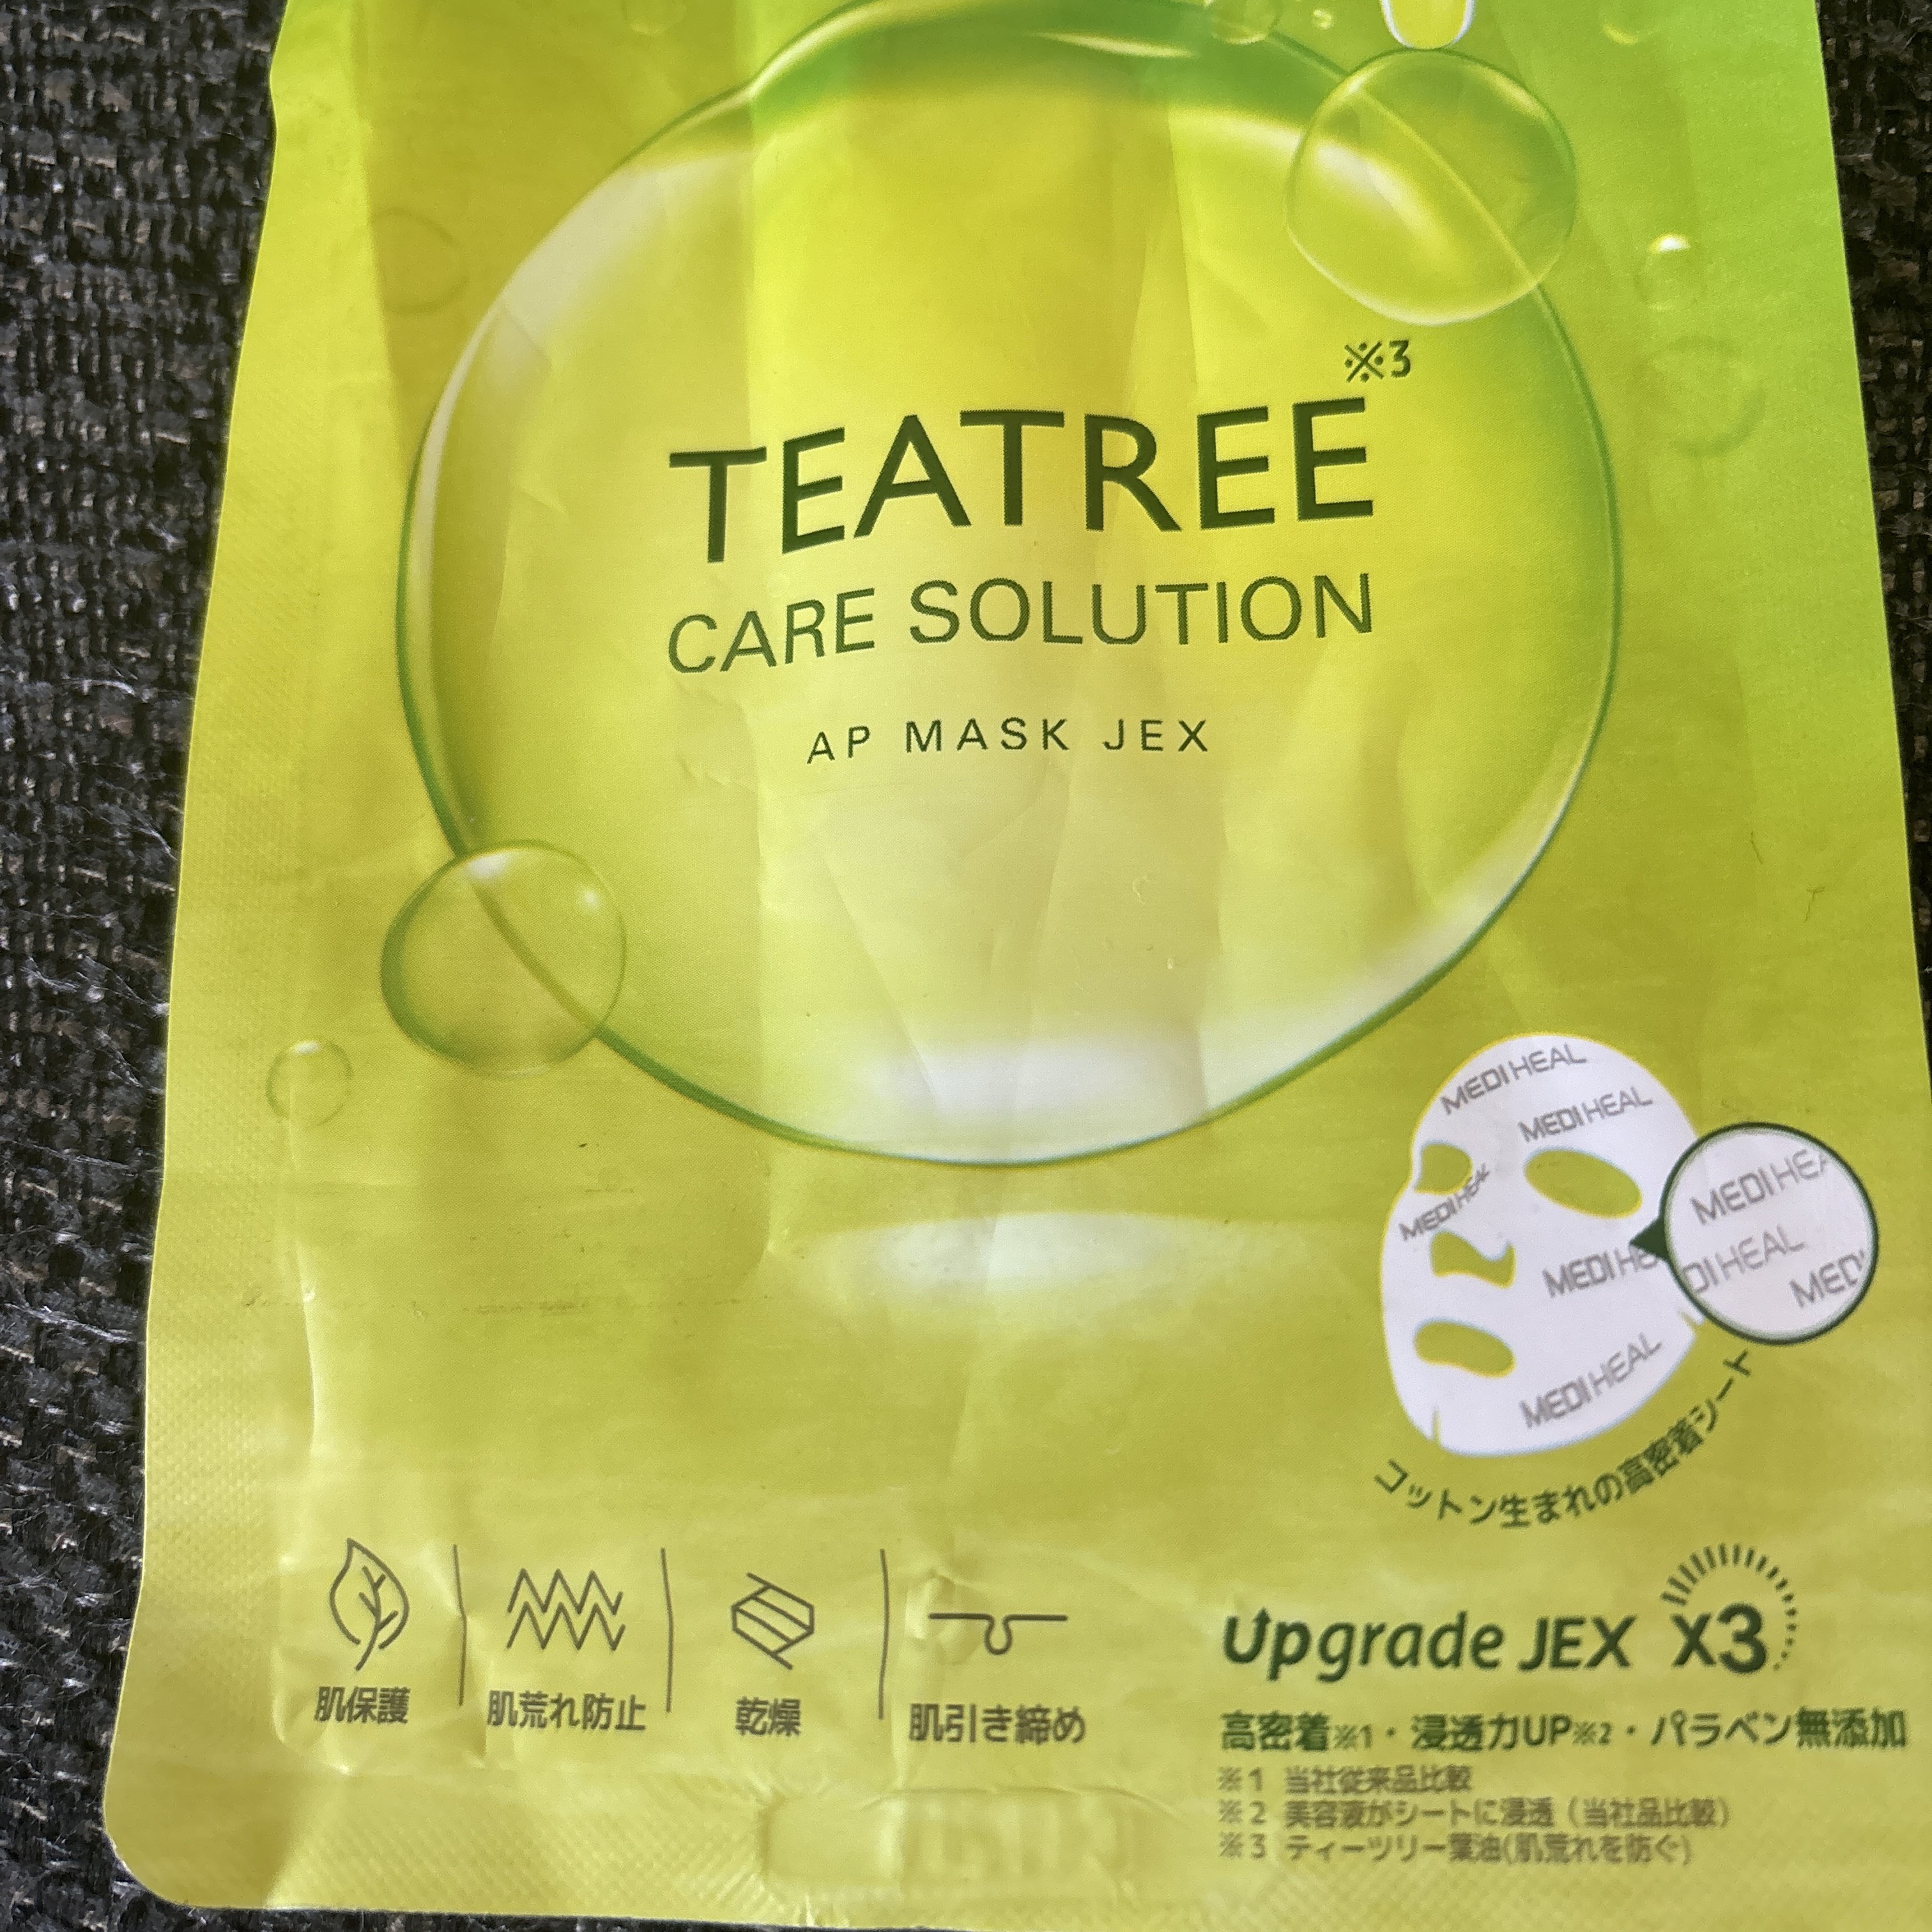 ※3
TEATREE
CARE SOLUTION
AP MASK JEX
MEDIHEAL
MEDIHEAL
MEDIHEAL
MEDIHE
MEDIHEAL
MEDIHEA
DIHEAL
MED
コットン生まれの高密着シート
肌保護
肌荒れ防止
乾燥
肌引き締め
Upgrade JEX X3
高密着※1・浸透力UP※2・パラベン無添加
※1 当社従来品比較
※2 美容液がシートに浸透（当社品比較）
※3 ティーツリー葉油(肌荒れを防ぐ)